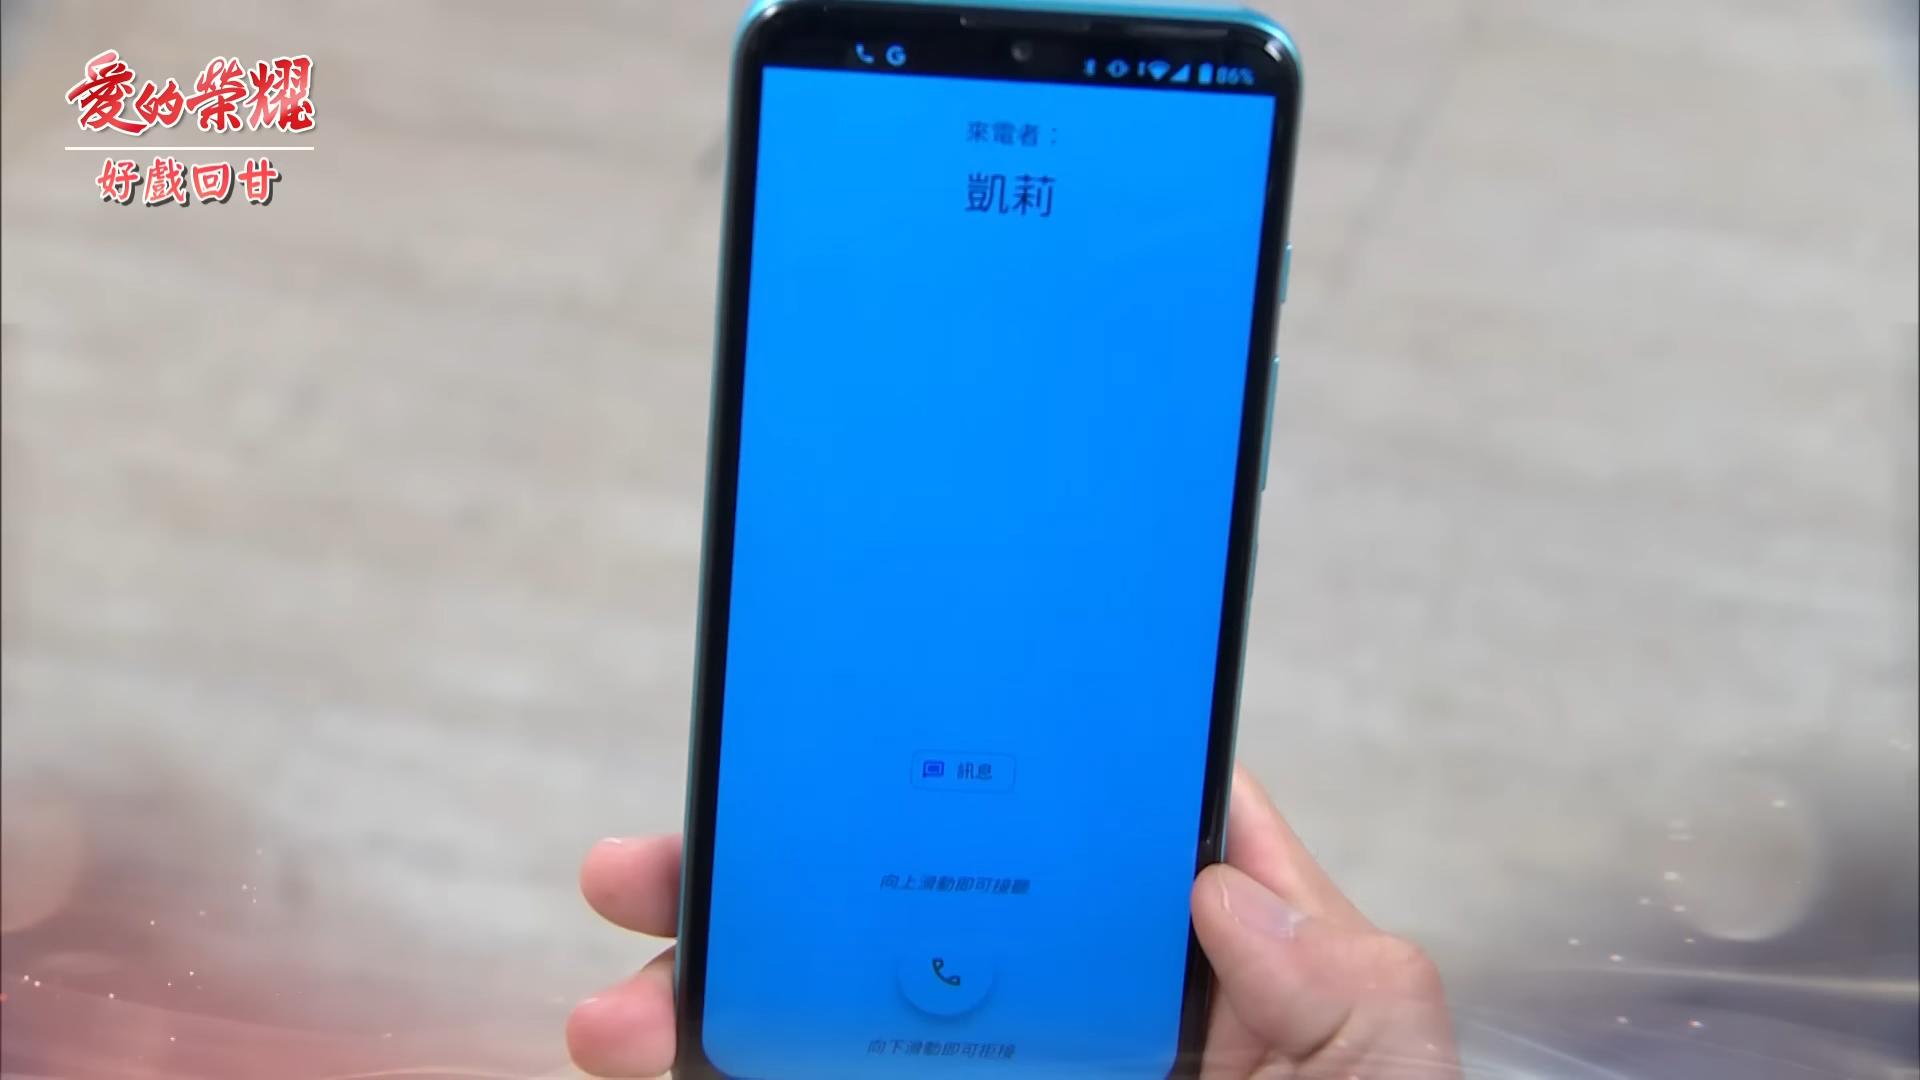 愛的榮耀
好戲回甘
86%
來電者：
凱莉
訊息
向上滑動即可接聽
向下滑動即可拒接